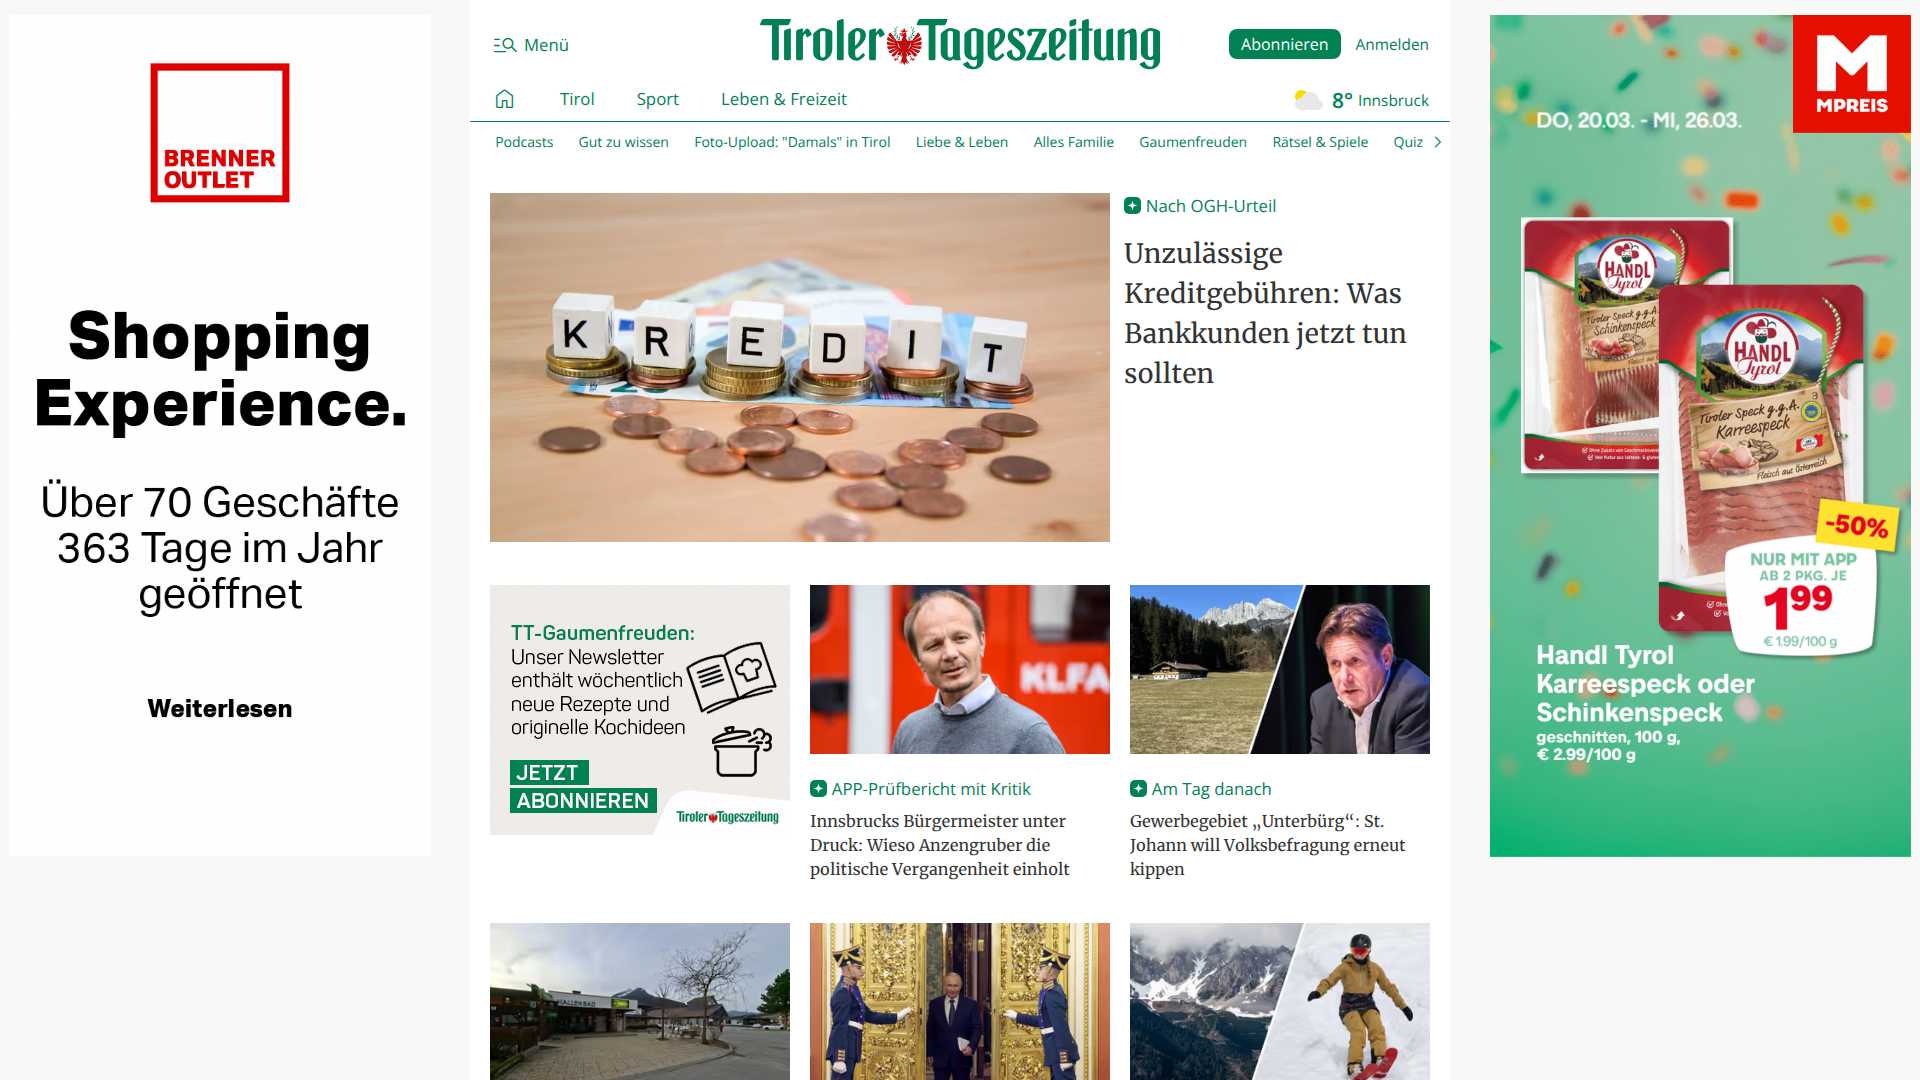 BRENNER
OUTLET
Shopping
Experience.
Über 70 Geschäfte
363 Tage im Jahr
geöffnet
Weiterlesen
Menü
Tiroler Tageszeitung
Abonnieren
Anmelden
Tirol
Sport
Leben & Freizeit
8° Innsbruck
Podcasts
Gut zu wissen
Foto-Upload: "Damals" in Tirol
Liebe & Leben
Alles Familie
Gaumenfreuden
Rätsel & Spiele
Quiz
KREDIT
Nach OGH-Urteil
Unzulässige
Kreditgebühren: Was
Bankkunden jetzt tun
sollten
TT-Gaumenfreuden:
Unser Newsletter
enthält wöchentlich
neue Rezepte und
originelle Kochideen
JETZT
ABONNIEREN
Tiroler Tageszeitung
KLFA
APP-Prüfbericht mit Kritik
Innsbrucks Bürgermeister unter
Druck: Wieso Anzengruber die
politische Vergangenheit einholt
Am Tag danach
Gewerbegebiet „Unterbürg“: St.
Johann will Volksbefragung erneut
kippen
HALLENBAD
M
MPREIS
DO, 20.03. - MI, 26.03.
HANDL
Tyrol
Tiroler Speck g.g.A.
Schinkenspeck
HANDL
Tyrol
Tiroler Speck g.g.A.
Karreespeck
Fleisch aus Österreich
-50%
NUR MIT APP
AB 2 PKG. JE
1.99
€ 1.99/100 g
Handl Tyrol
Karreespeck oder
Schinkenspeck
geschnitten, 100 g,
€ 2.99/100 g